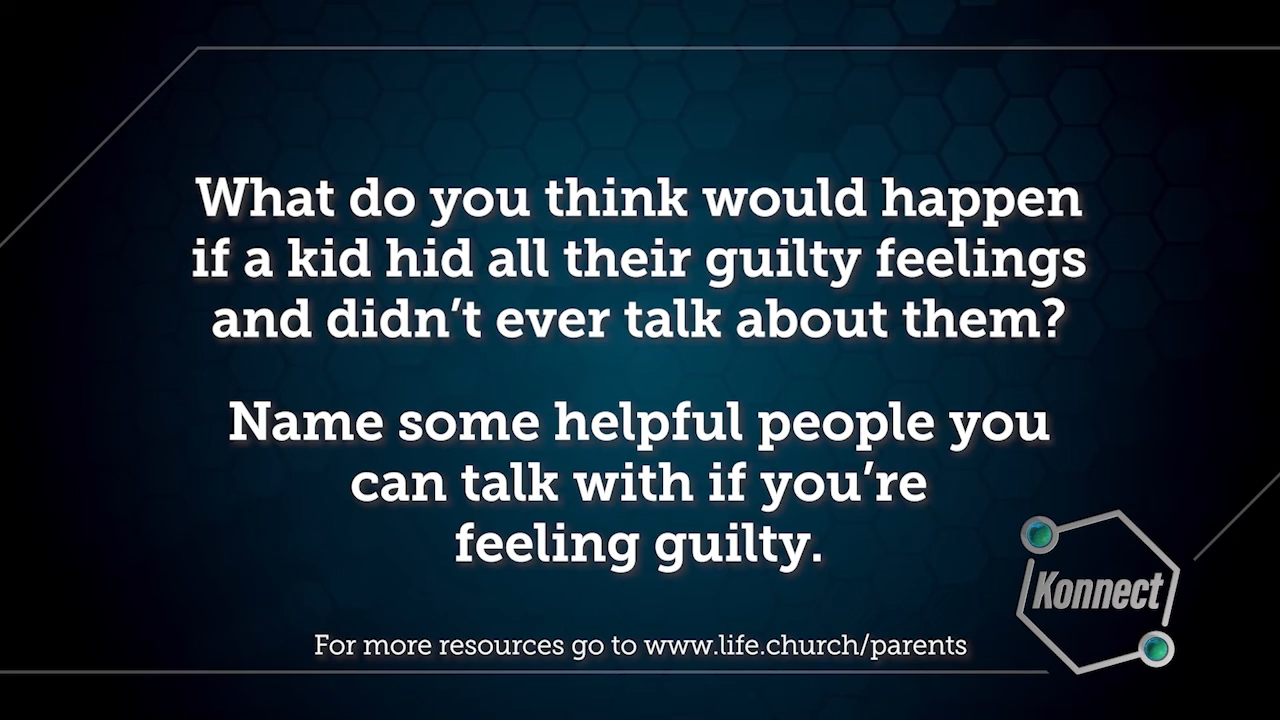 What do you think would happen
if a kid hid all their guilty feelings
and didn’t ever talk about them?
Name some helpful people you
can talk with if you’re
feeling guilty.
Konnect
For more resources go to www.life.church/parents